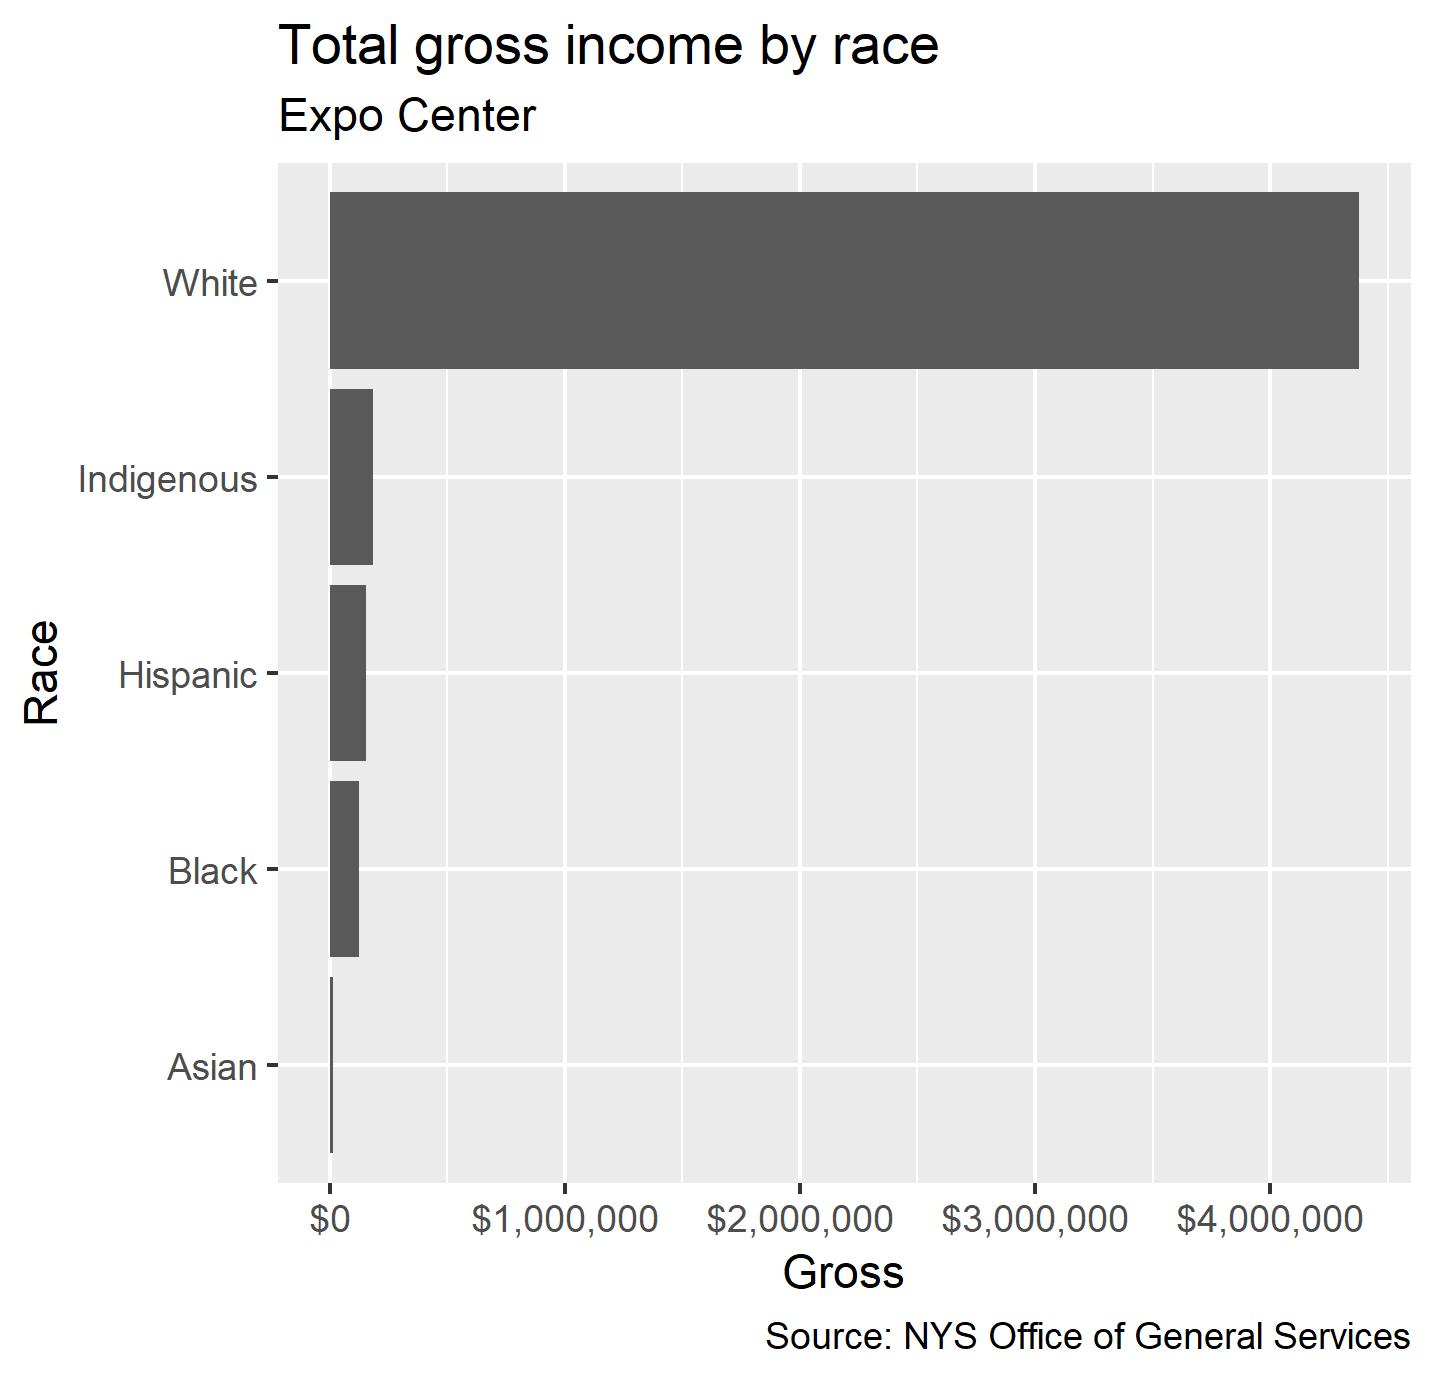 Total gross income by race
Expo Center
White
Indigenous
Hispanic
Black
Asian
Race
$0
$1,000,000
$2,000,000
$3,000,000
$4,000,000
Gross
Source: NYS Office of General Services